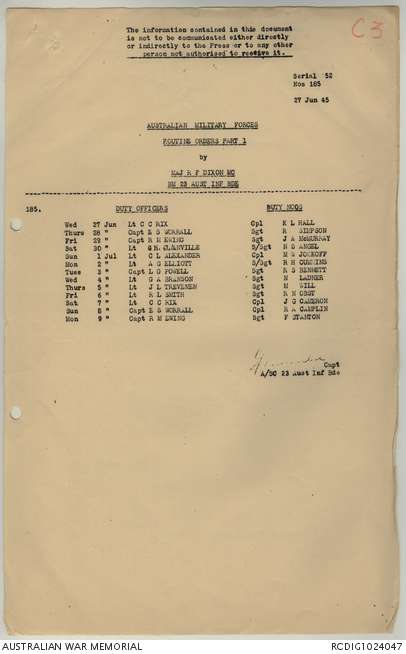 C3
The information contained in this document
is not to be communicated either directly
or indirectly to the Press or to any other
person not authorised to receive it.
Serial 52
Nos 185
27 Jun 45
AUSTRALIAN MILITARY FORCES
ROUTINE ORDERS PART 1
by
MAJ R F DIXON MC
BM 23 AUST INF BDE
185. DUTY OFFICERS DUTY NCOS
Wed 27 Jun Lt C C RIX Cpl K L HALL
Thurs 28 " Capt E S WORRALL Sgt R SIMPSON
Fri 29 " Capt R M EWING Sgt J A McMURRAY
Sat 30 " Lt G H GLANVILLE S/Sgt N S ANGEL
Sun 1 Jul Lt C L ALEXANDER Cpl M G JONKOFF
Mon 2 " Lt A G ELLIOTT S/Sgt R H CUMMINS
Tues 3 " Capt L G POWELL Sgt R S BENNETT
Wed 4 " Lt G A BRANSON Sgt M LADNER
Thurs 5 " Lt J L TREVENEN Sgt M WILL
Fri 6 " Lt R L SMITH Sgt R N OBST
Sat 7 " Lt C C RIX Cpl J G CAMERON
Sun 8 " Capt E S WORRALL Cpl R A CAMPLIN
Mon 9 " Capt R M EWING Sgt F STANTON
Capt
A/SC 23 Aust Inf Bde
AUSTRALIAN WAR MEMORIAL
RCDIG1024047